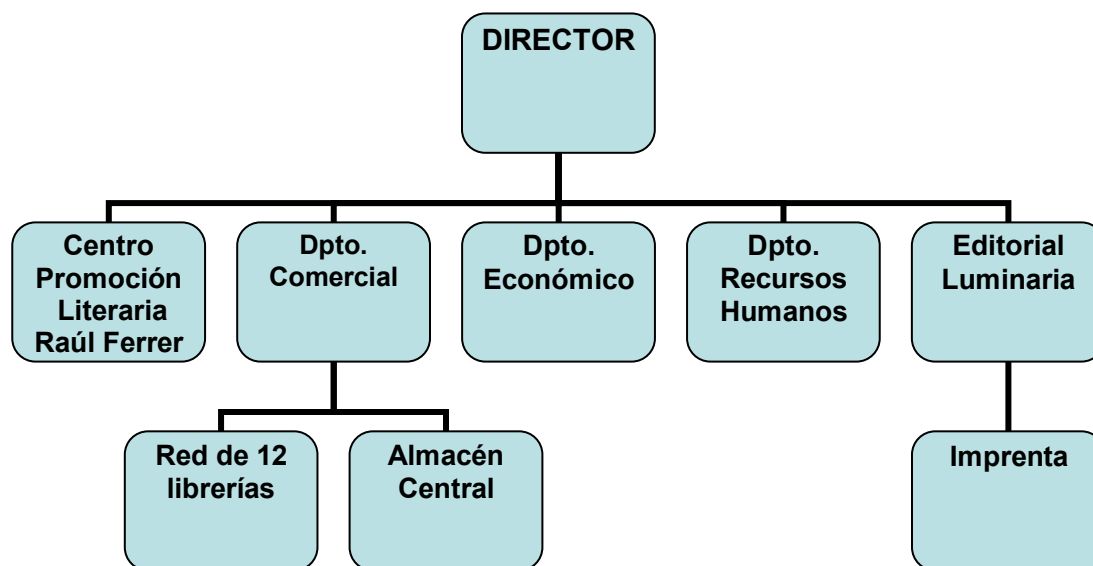 DIRECTOR
Centro
Promoción
Literaria
Raúl Ferrer
Dpto.
Comercial
Dpto.
Económico
Dpto.
Recursos
Humanos
Editorial
Luminaria
Red de 12
librerías
Almacén
Central
Imprenta